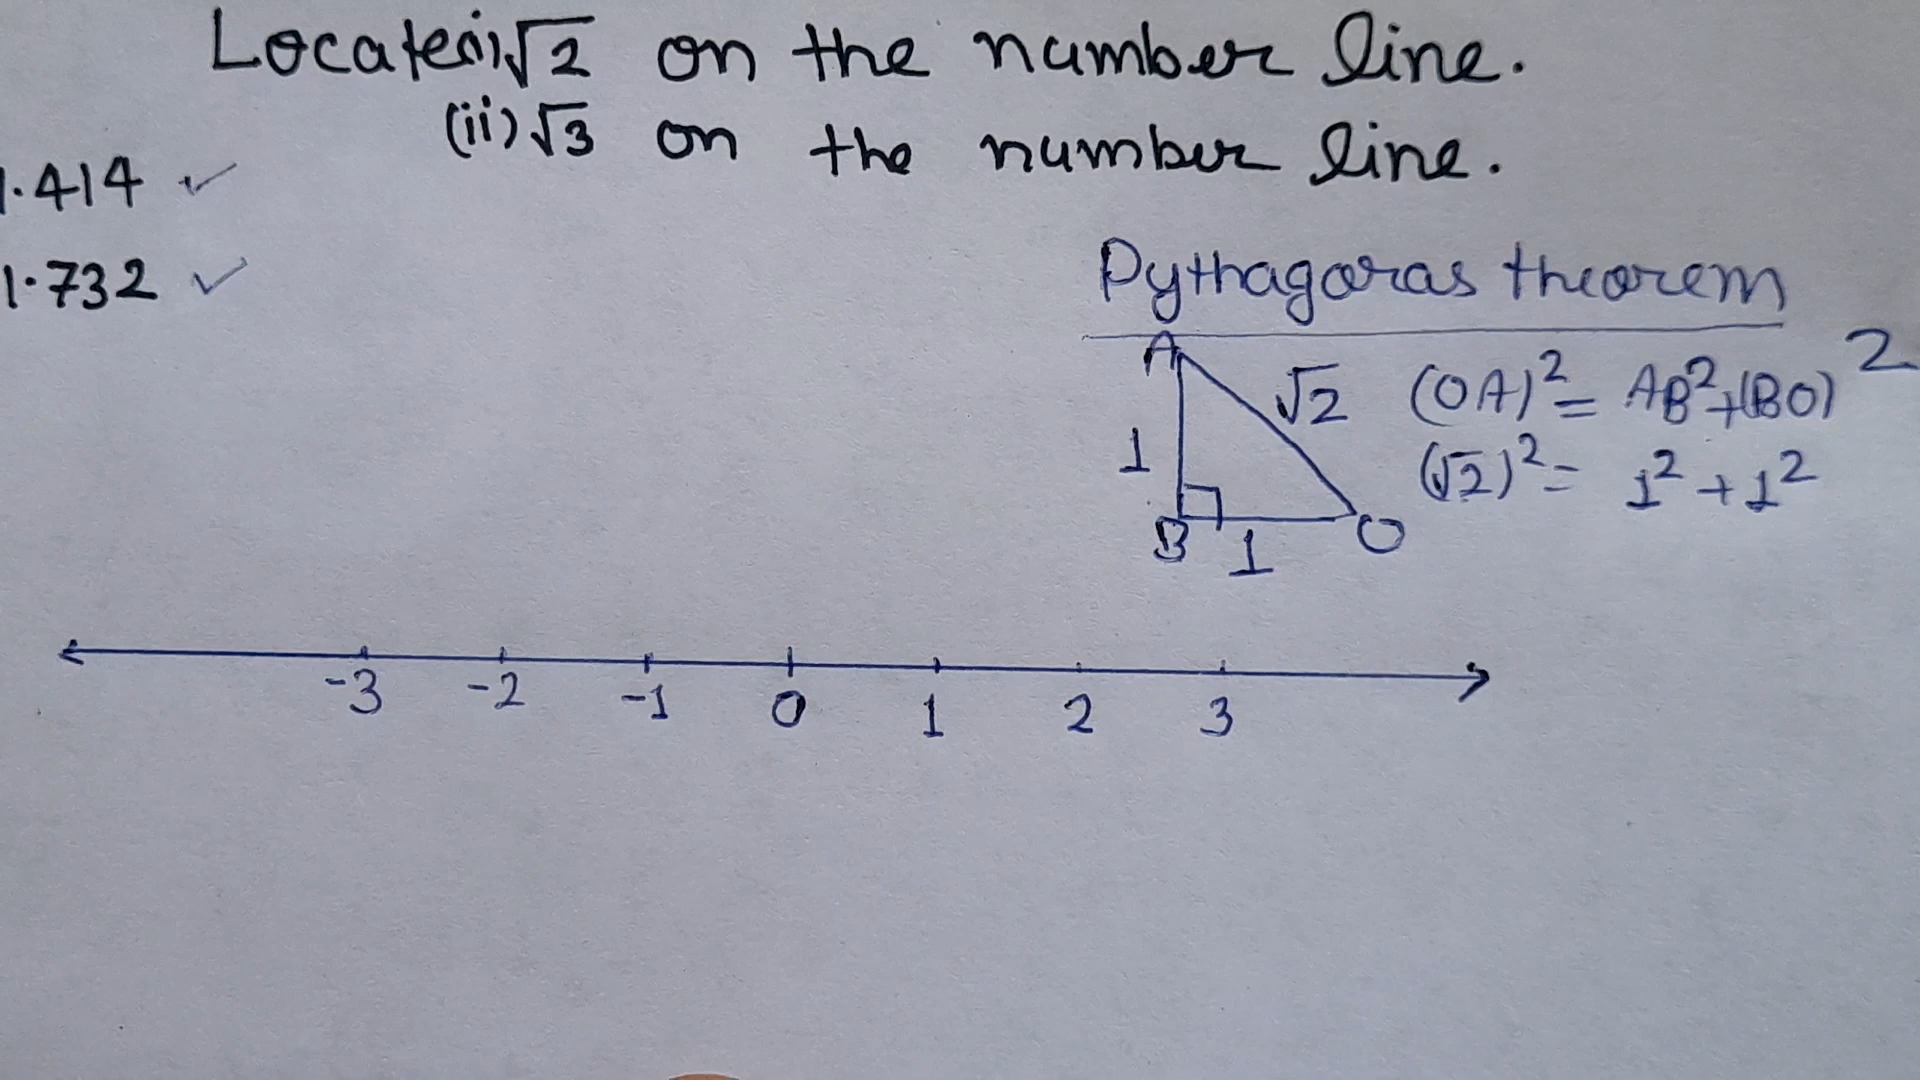 Locate(i)√2 on the number line.
(ii) √3 on the number line.
1.414 ✓
1.732 ✓
Pythagoras theorem
A
√2 (OA)² = AB² + (BO)²
1 (√2)² = 1² + 1²
B 1 O
-3 -2 -1 0 1 2 3